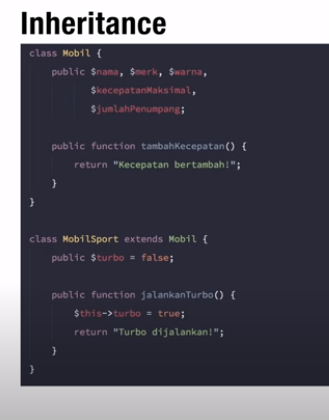 Inheritance
class Mobil {
public $nama, $merk, $warna,
$kecepatanMaksimal,
$jumlahPenumpang;
public function tambahKecepatan() {
return "Kecepatan bertambah!";
}
}
class MobilSport extends Mobil {
public $turbo = false;
public function jalankanTurbo() {
$this->turbo = true;
return "Turbo dijalankan!";
}
}